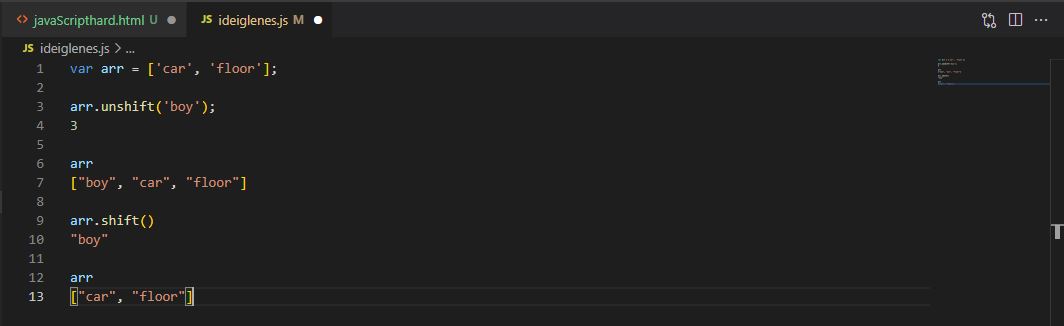 <> javaScripthard.html U ●
JS ideiglenes.js M ●
JS ideiglenes.js > ...
1 var arr = ['car', 'floor'];
2
3 arr.unshift('boy');
4 3
5
6 arr
7 ["boy", "car", "floor"]
8
9 arr.shift()
10 "boy"
11
12 arr
13 ["car", "floor"]